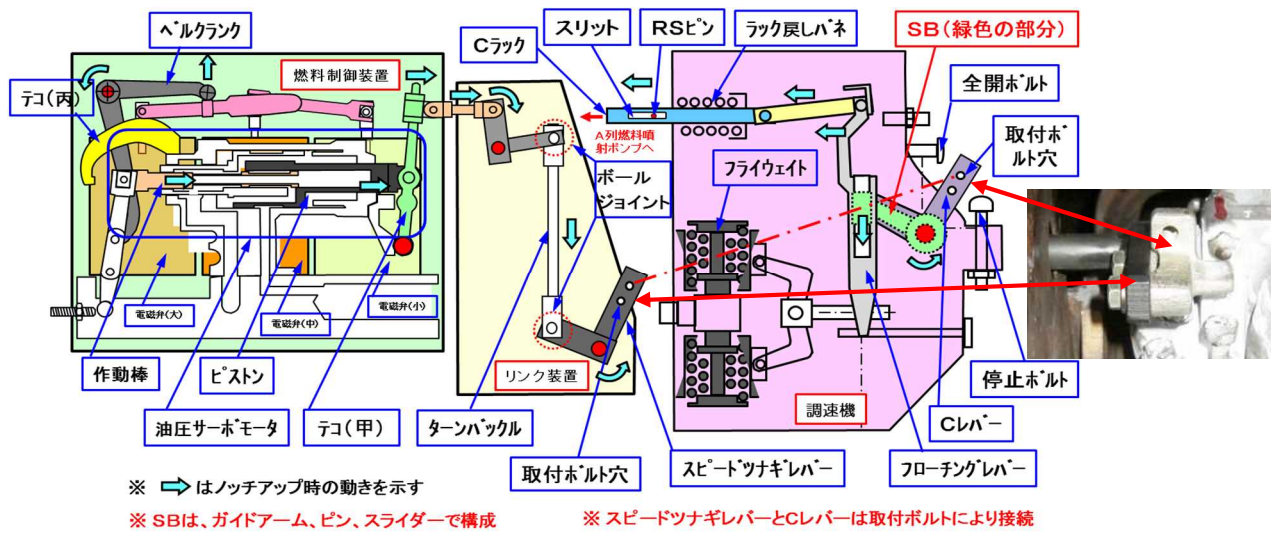 ベルクランク
テコ(丙)
燃料制御装置
Cラック
スリット
RSピン
ラック戻しバネ
SB(緑色の部分)
全開ボルト
取付ボ
ルト穴
A列燃料噴
射ポンプへ
ボール
ジョイント
フライウェイト
電磁弁(大)
電磁弁(中)
電磁弁(小)
作動棒
ピストン
油圧サーボモータ
テコ(甲)
ターンバックル
リンク装置
取付ボルト穴
スピードツナギレバー
調速機
フローチングレバー
Cレバー
停止ボルト
※ ⇨ はノッチアップ時の動きを示す
※ SBは、ガイドアーム、ピン、スライダーで構成
※ スピードツナギレバーとCレバーは取付ボルトにより接続